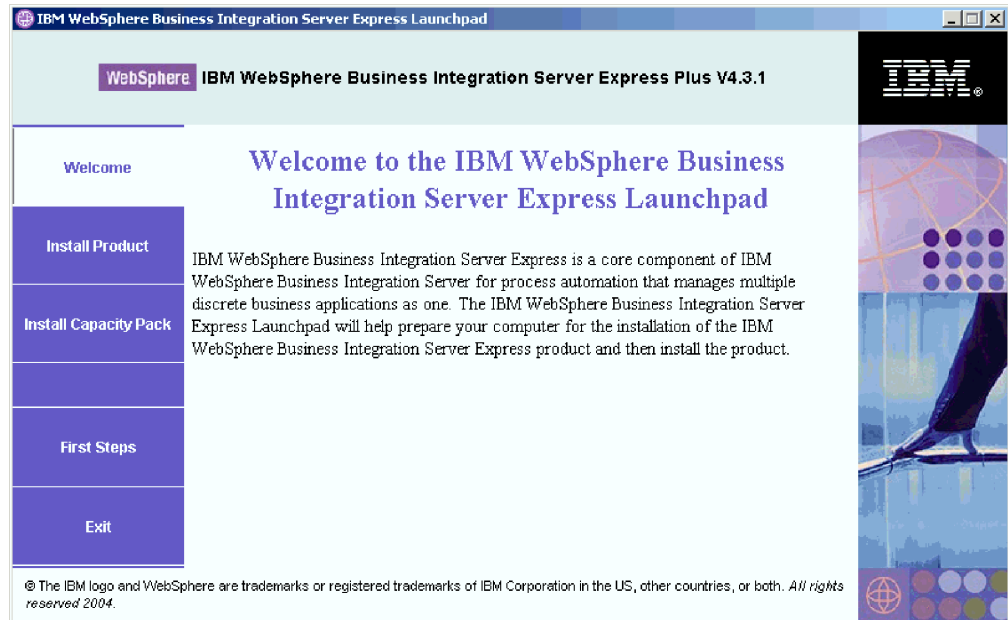 IBM WebSphere Business Integration Server Express Launchpad
WebSphere IBM WebSphere Business Integration Server Express Plus V4.3.1
IBM®
Welcome
Install Product
Install Capacity Pack
First Steps
Exit
Welcome to the IBM WebSphere Business
Integration Server Express Launchpad
IBM WebSphere Business Integration Server Express is a core component of IBM
WebSphere Business Integration Server for process automation that manages multiple
discrete business applications as one. The IBM WebSphere Business Integration Server
Express Launchpad will help prepare your computer for the installation of the IBM
WebSphere Business Integration Server Express product and then install the product.
© The IBM logo and WebSphere are trademarks or registered trademarks of IBM Corporation in the US, other countries, or both. All rights
reserved 2004.